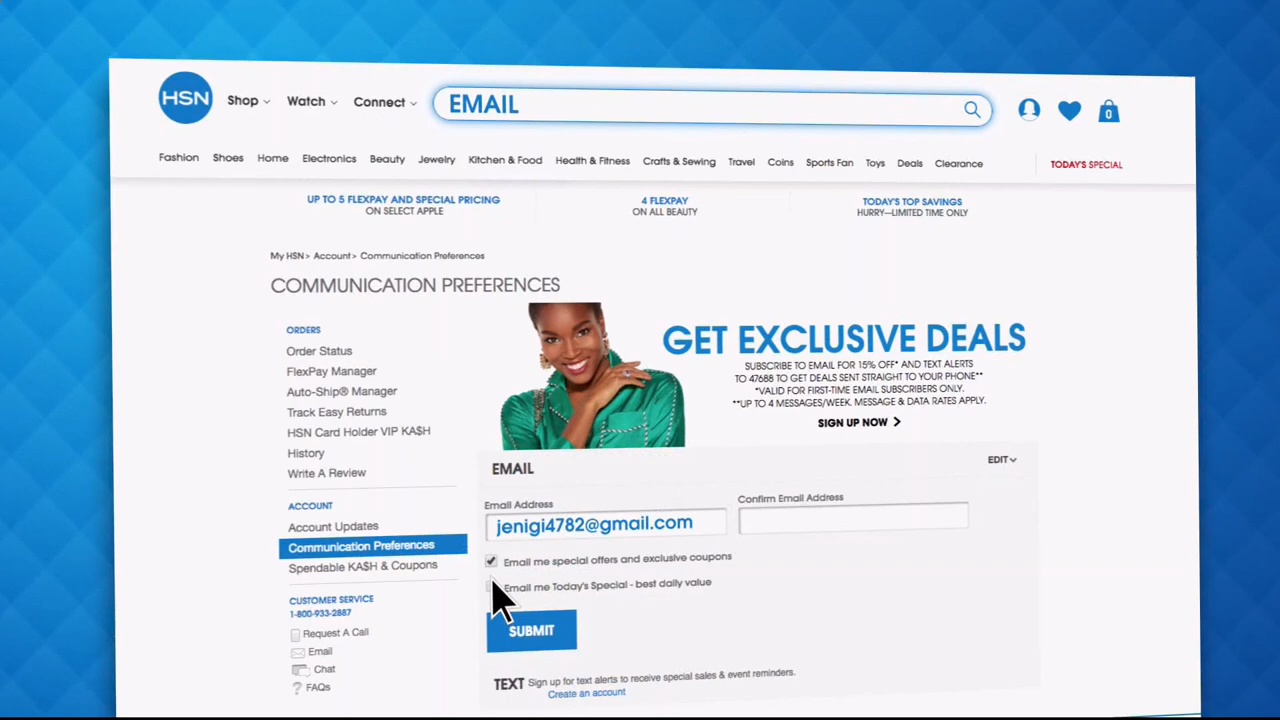 HSN
Shop Watch Connect EMAIL 0
Fashion Shoes Home Electronics Beauty Jewelry Kitchen & Food Health & Fitness Crafts & Sewing Travel Coins Sports Fan Toys Deals Clearance TODAY'S SPECIAL
UP TO 5 FLEXPAY AND SPECIAL PRICING
ON SELECT APPLE
4 FLEXPAY
ON ALL BEAUTY
TODAY'S TOP SAVINGS
HURRY—LIMITED TIME ONLY
My HSN> Account> Communication Preferences
COMMUNICATION PREFERENCES
ORDERS
Order Status
FlexPay Manager
Auto-Ship® Manager
Track Easy Returns
HSN Card Holder VIP KA$H
History
Write A Review
ACCOUNT
Account Updates
Communication Preferences
Spendable KA$H & Coupons
CUSTOMER SERVICE
1-800-933-2887
Request A Call
Email
Chat
? FAQs
GET EXCLUSIVE DEALS
SUBSCRIBE TO EMAIL FOR 15% OFF* AND TEXT ALERTS
TO 47688 TO GET DEALS SENT STRAIGHT TO YOUR PHONE**
*VALID FOR FIRST-TIME EMAIL SUBSCRIBERS ONLY.
**UP TO 4 MESSAGES/WEEK. MESSAGE & DATA RATES APPLY.
SIGN UP NOW >
EMAIL
EDIT
Email Address
jenigi4782@gmail.com
Confirm Email Address
Email me special offers and exclusive coupons
Email me Today's Special - best daily value
SUBMIT
TEXT Sign up for text alerts to receive special sales & event reminders.
Create an account